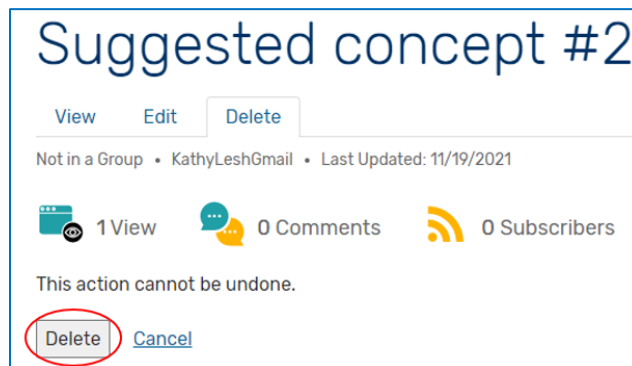 Suggested concept #2
View Edit Delete
Not in a Group • KathyLeshGmail • Last Updated: 11/19/2021
1 View 0 Comments 0 Subscribers
This action cannot be undone.
Delete Cancel